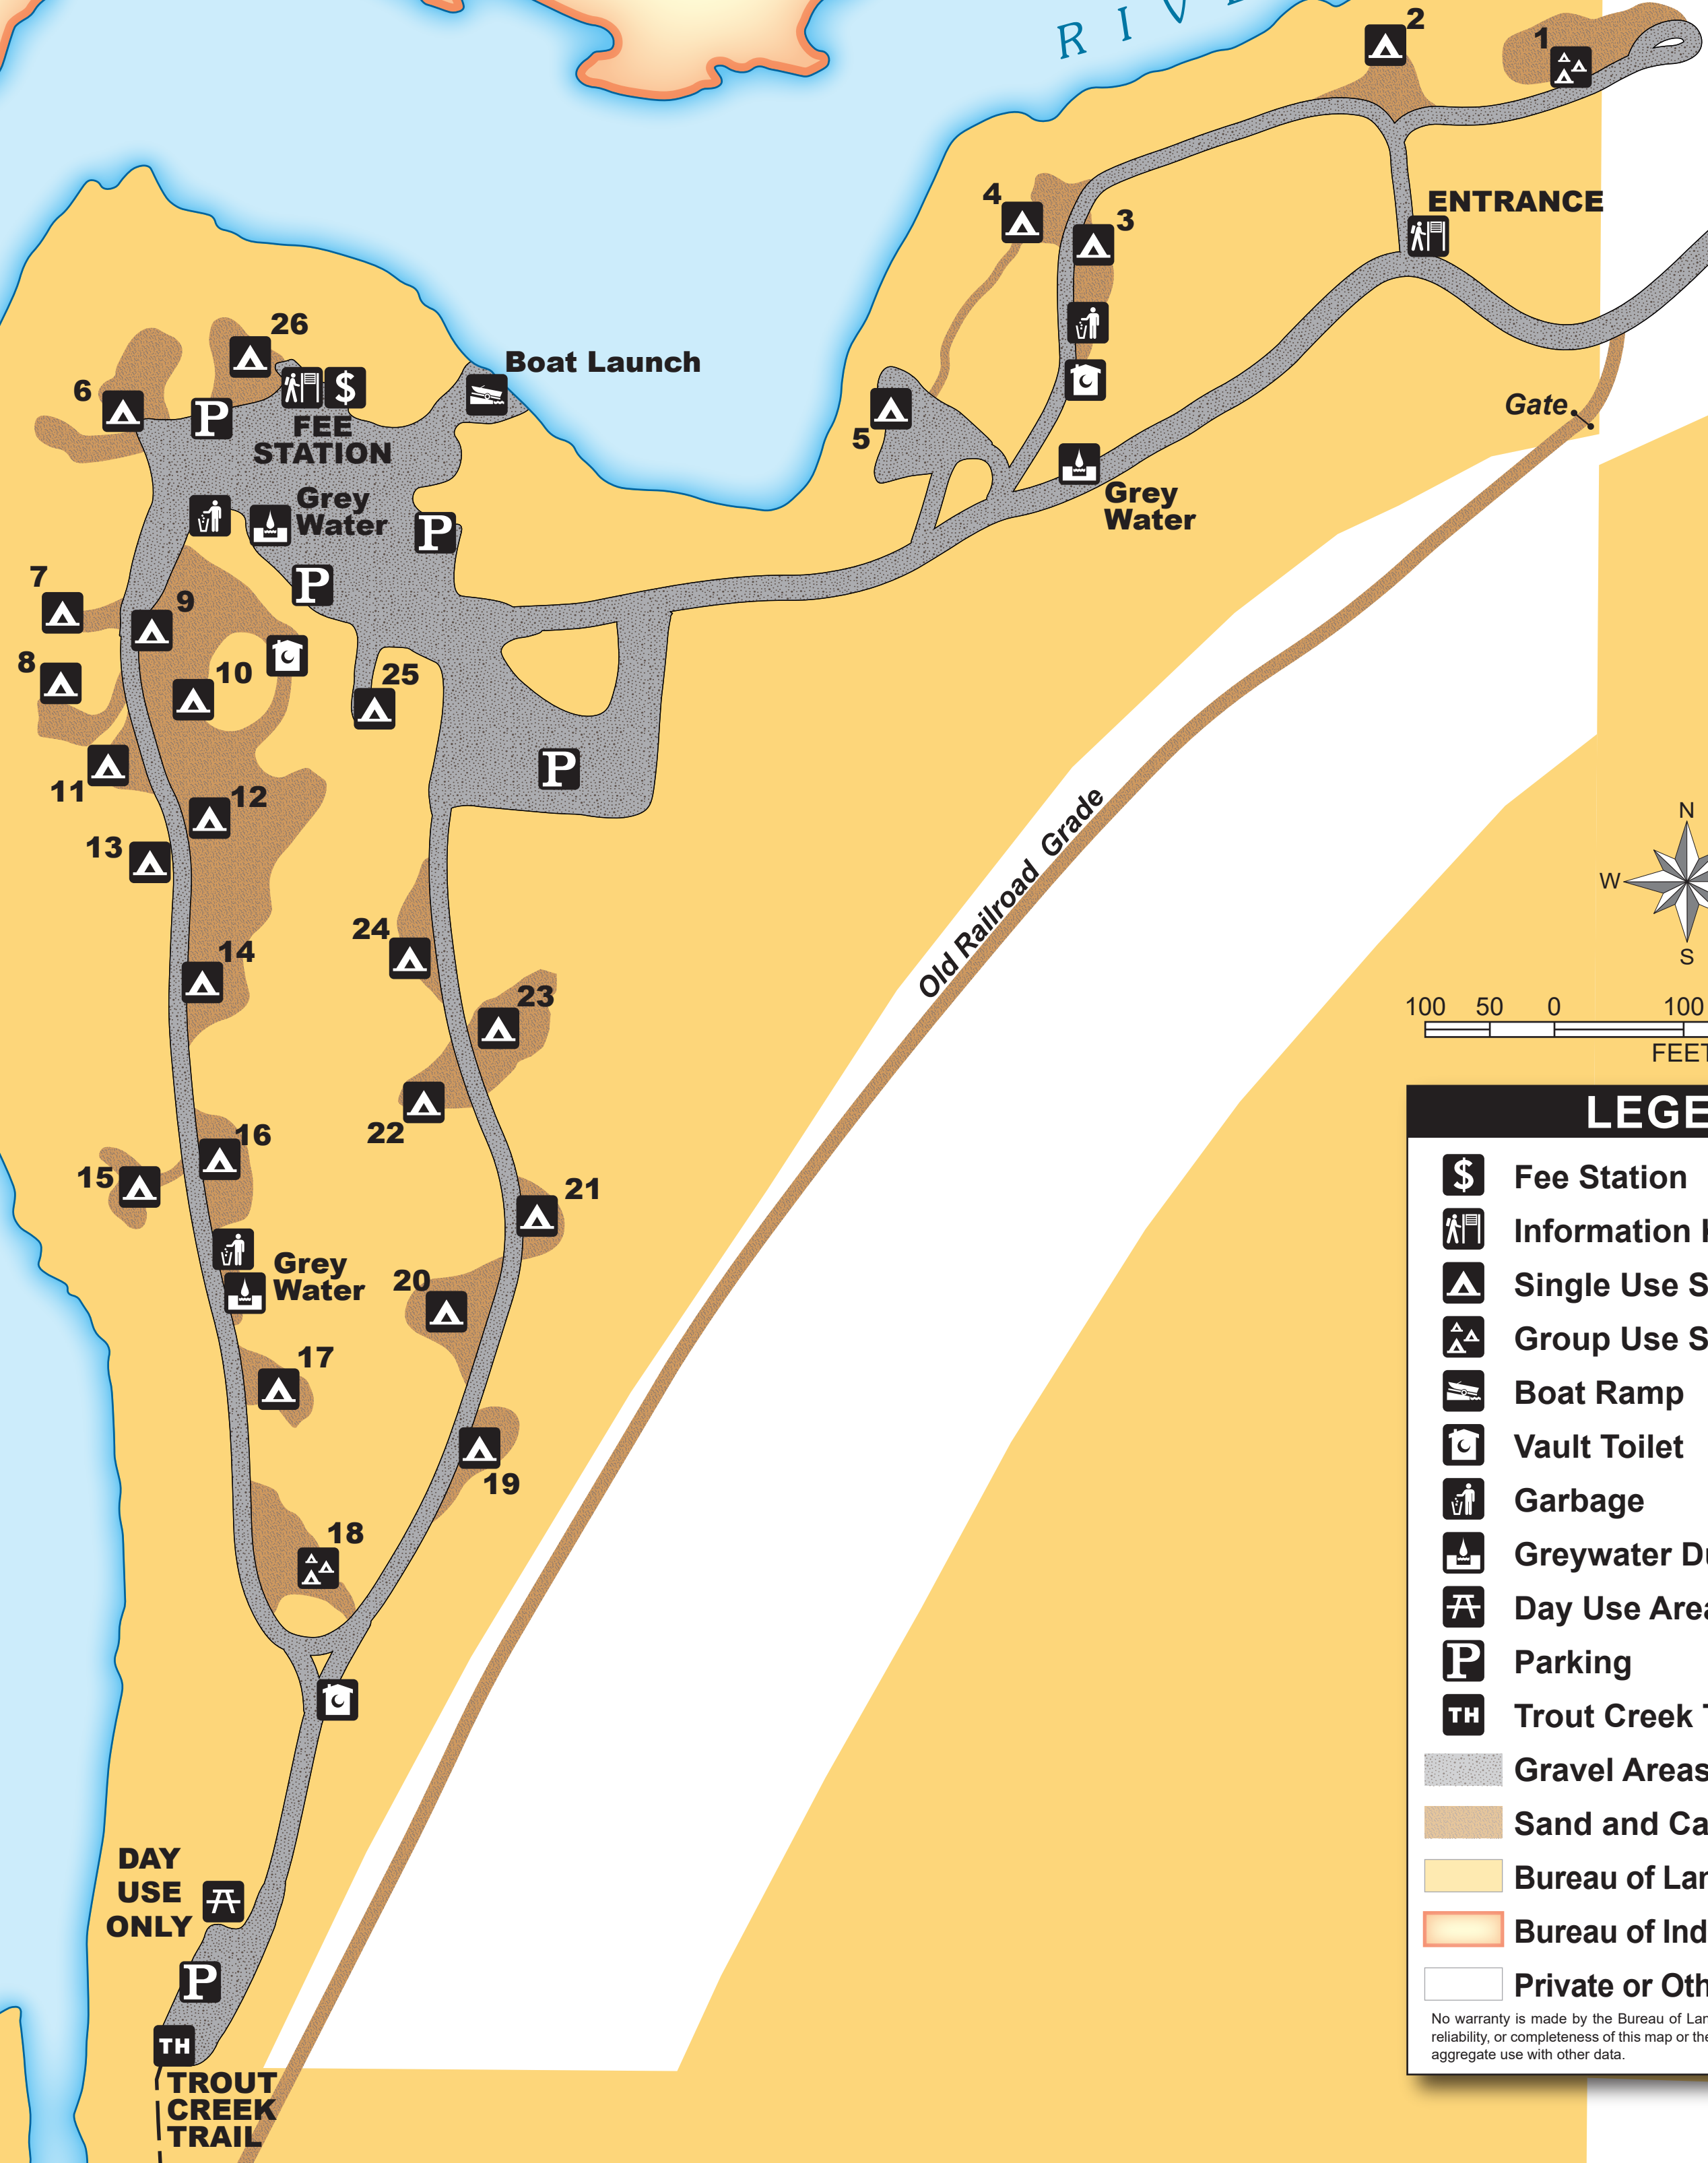 RIV
2
1
ENTRANCE
4
3
26
Boat Launch
6
P
$
FEE
STATION
5
Gate
Grey
Water
Grey
Water
P
P
7
9
8
10
25
P
11
12
13
Old Railroad Grade
N
W
S
24
14
23
100 50 0 100
FEET
22
LEGE
16
15
$ Fee Station
21
Information
Single Use S
20
Grey
Water
Group Use S
17
Boat Ramp
Vault Toilet
19
Garbage
18
Greywater Du
Day Use Area
P Parking
TH Trout Creek T
Gravel Areas
Sand and Ca
DAY
USE
ONLY
Bureau of Lan
Bureau of Ind
P
Private or Oth
No warranty is made by the Bureau of Lan
reliability, or completeness of this map or the
aggregate use with other data.
TH
TROUT
CREEK
TRAIL